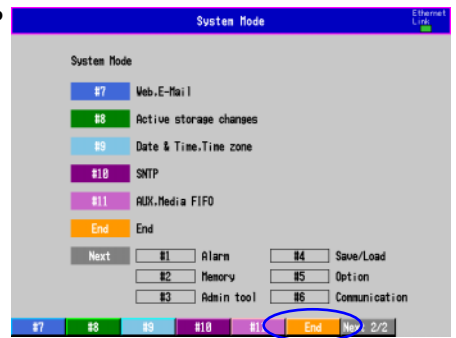 System Mode
Ethernet
Link
System Mode
#7 Web.E-Mail
#8 Active storage changes
#9 Date & Time.Time zone
#10 SNTP
#11 AUX.Media FIFO
End End
Next #1 Alarm #4 Save/Load
#2 Memory #5 Option
#3 Admin tool #6 Communication
#7 #8 #9 #10 #11 End Next 2/2